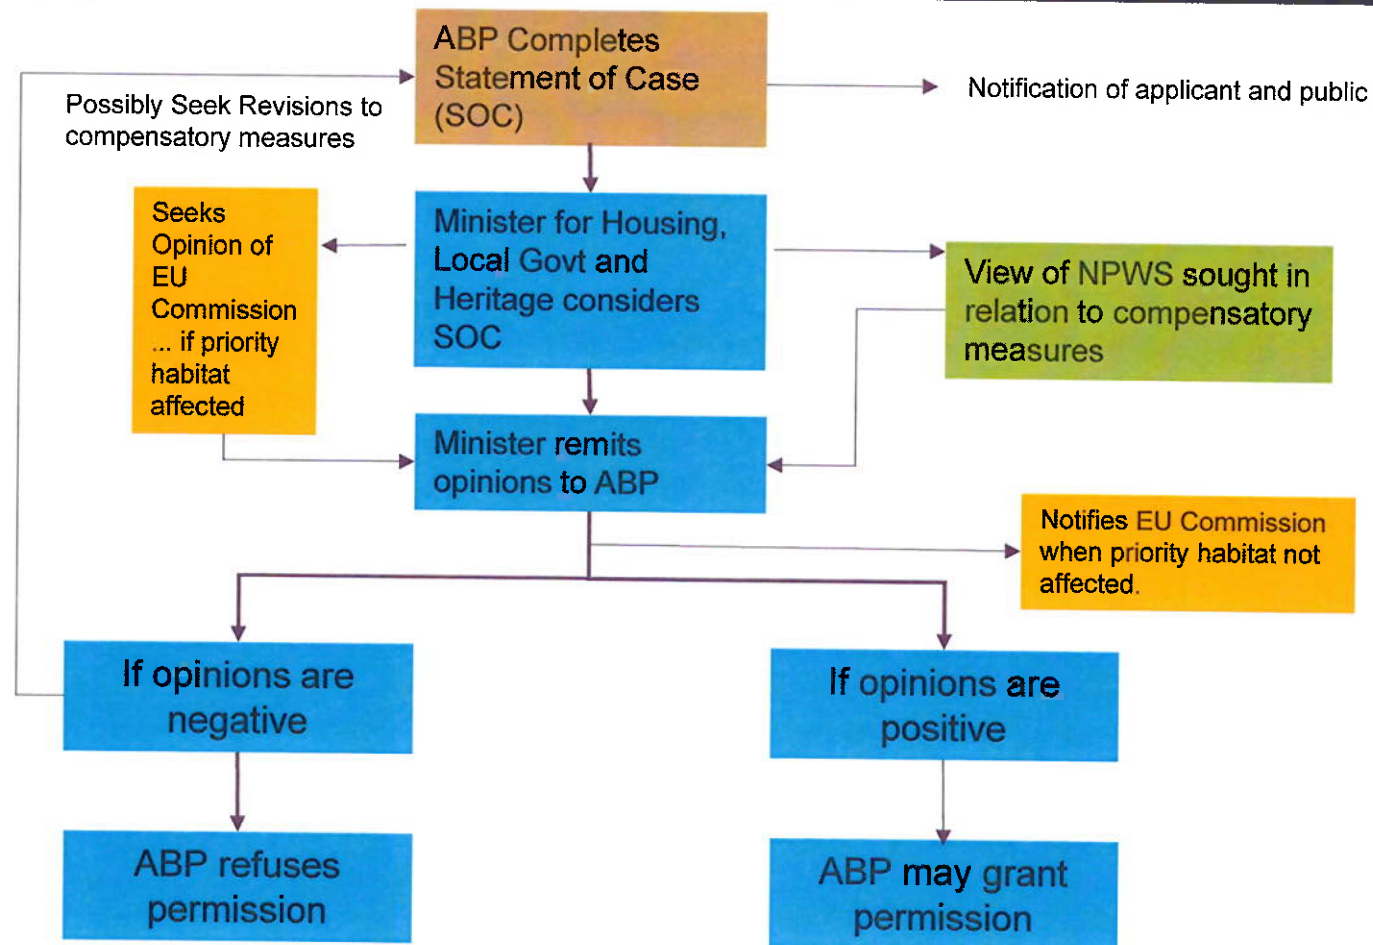 ABP Completes
Statement of Case
(SOC)
Notification of applicant and public
Possibly Seek Revisions to
compensatory measures
Seeks
Opinion of
EU
Commission
... if priority
habitat
affected
Minister for Housing,
Local Govt and
Heritage considers
SOC
View of NPWS sought in
relation to compensatory
measures
Minister remits
opinions to ABP
Notifies EU Commission
when priority habitat not
affected.
If opinions are
negative
If opinions are
positive
ABP refuses
permission
ABP may grant
permission